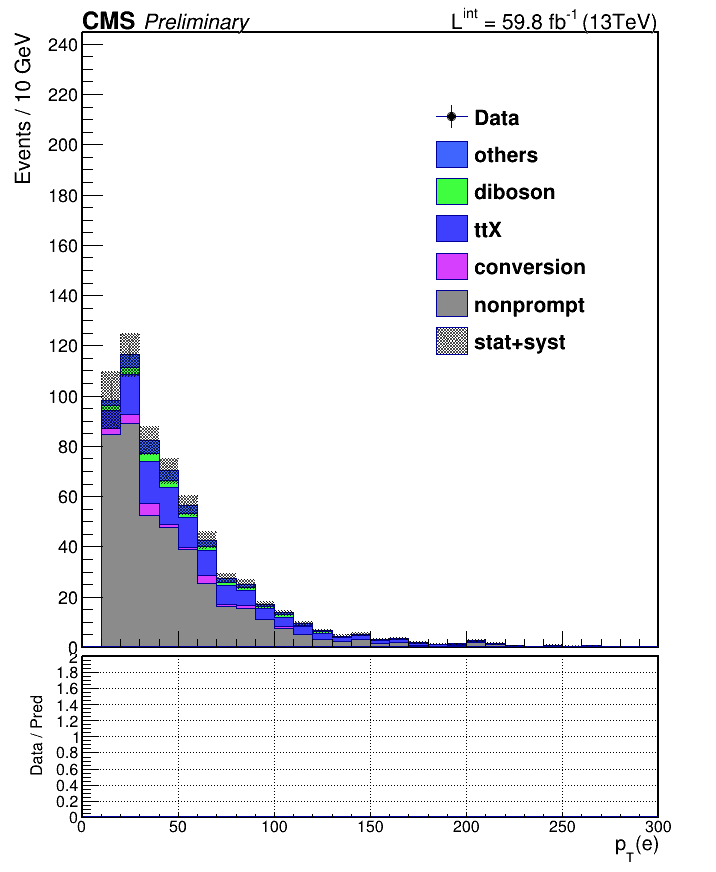 CMS Preliminary
L^int = 59.8 fb^-1 (13TeV)
Events / 10 GeV
240
220
200
180
160
140
120
100
80
60
40
20
0
Data
others
diboson
ttX
conversion
nonprompt
stat+syst
Data / Pred
2
1.8
1.6
1.4
1.2
1
0.8
0.6
0.4
0.2
0
0 50 100 150 200 250 300
p_T(e)